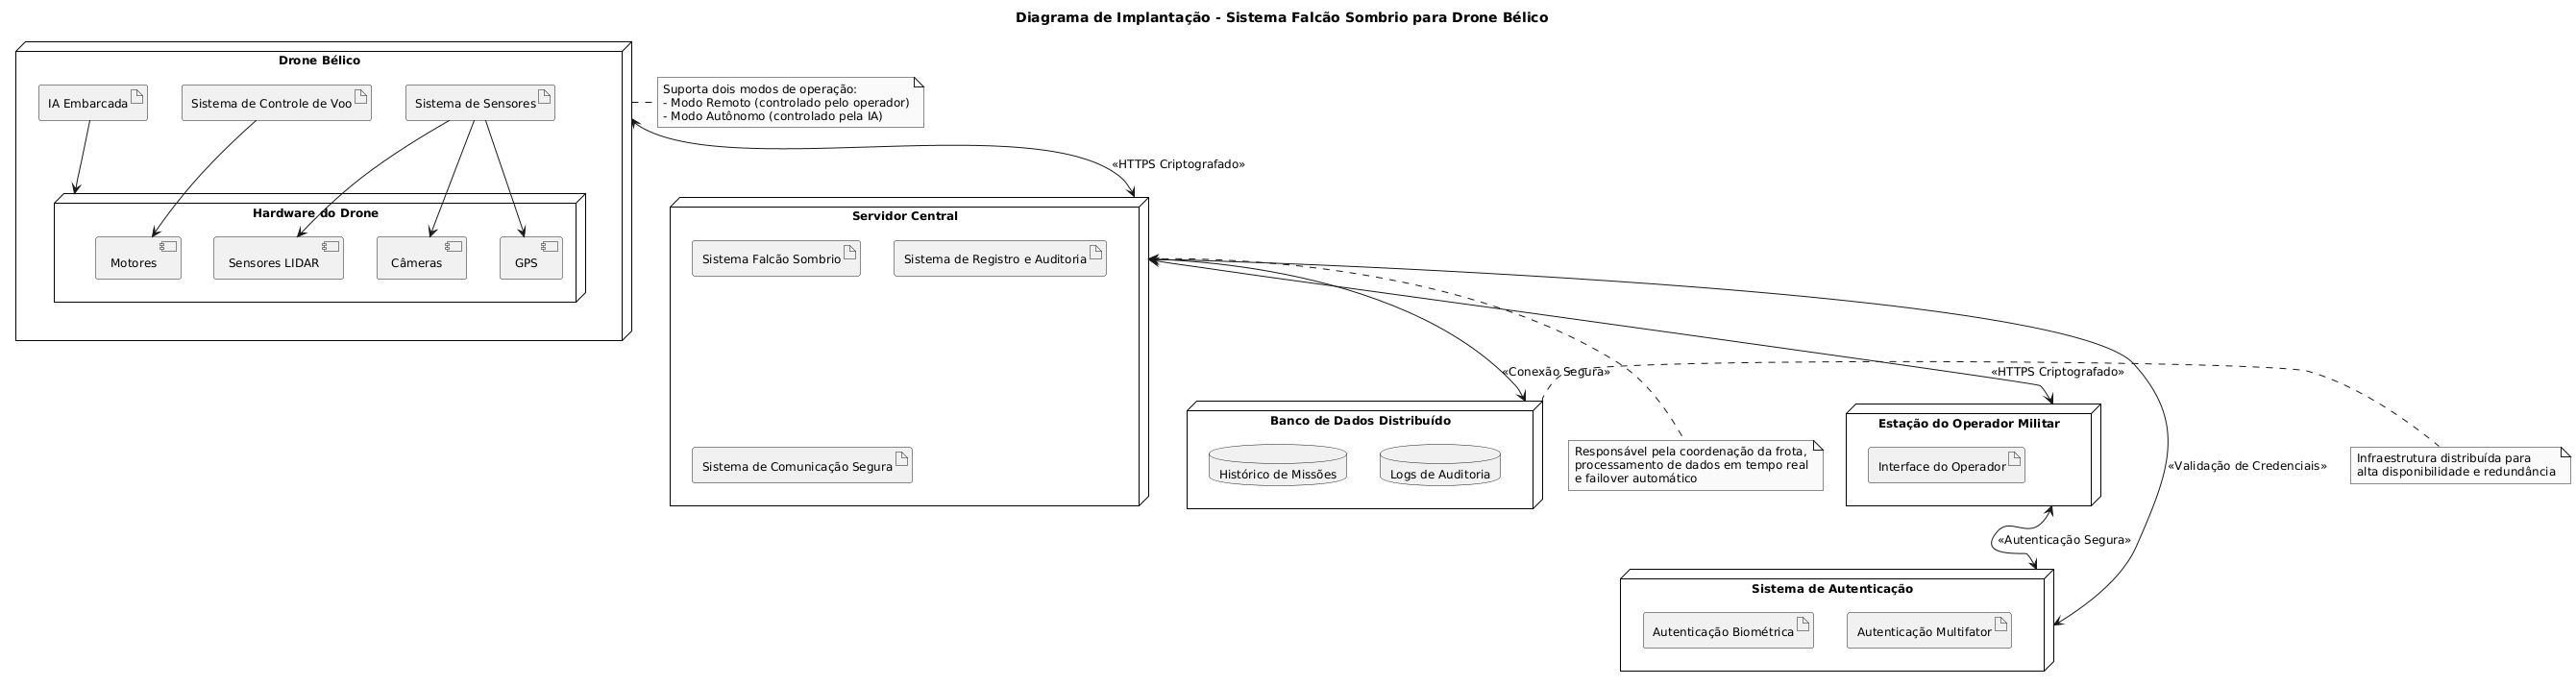 Diagrama de Implantação - Sistema Falcão Sombrio para Drone Bélico
Drone Bélico
IA Embarcada
Sistema de Controle de Voo
Sistema de Sensores
Suporta dois modos de operação:
- Modo Remoto (controlado pelo operador)
- Modo Autônomo (controlado pela IA)
«HTTPS Criptografado»
Hardware do Drone
Motores
Sensores LIDAR
Câmeras
GPS
Servidor Central
Sistema Falcão Sombrio
Sistema de Registro e Auditoria
Sistema de Comunicação Segura
«Conexão Segura»
«HTTPS Criptografado»
Banco de Dados Distribuído
Histórico de Missões
Logs de Auditoria
Responsável pela coordenação da frota,
processamento de dados em tempo real
e failover automático
Estação do Operador Militar
Interface do Operador
«Validação de Credenciais»
Infraestrutura distribuída para
alta disponibilidade e redundância
«Autenticação Segura»
Sistema de Autenticação
Autenticação Biométrica
Autenticação Multifator